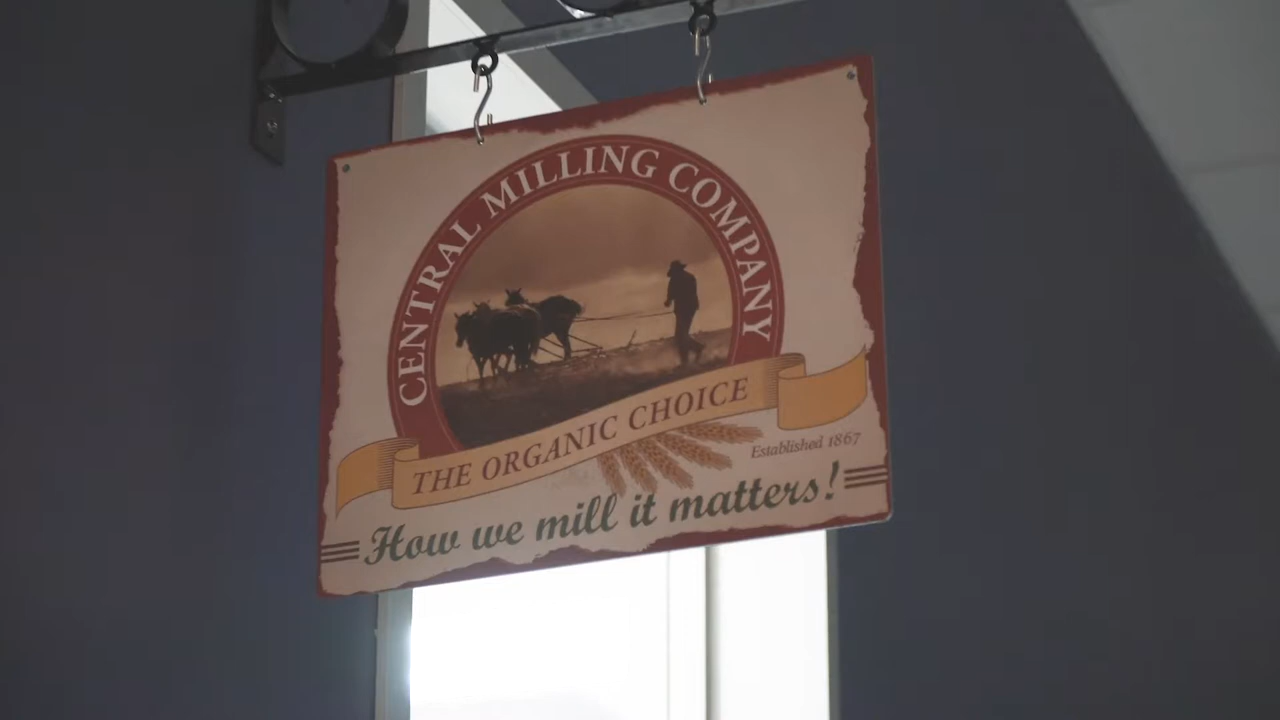 CENTRAL MILLING COMPANY
THE ORGANIC CHOICE
Established 1867
How we mill it matters!